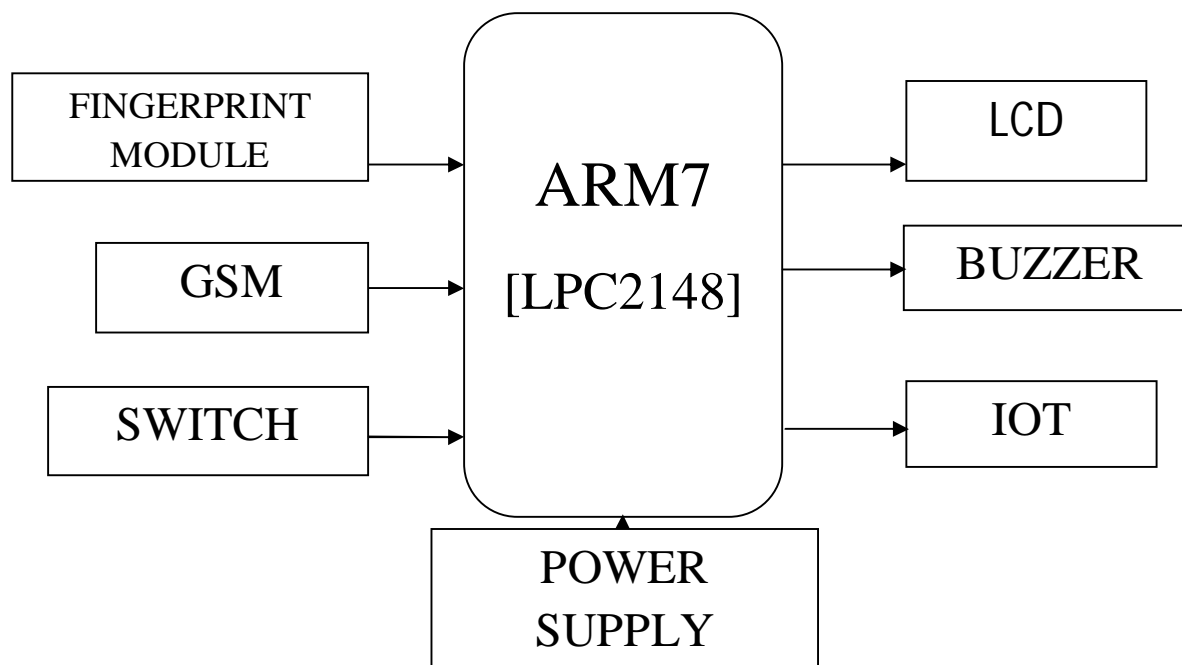 FINGERPRINT
MODULE
GSM
SWITCH
ARM7
[LPC2148]
LCD
BUZZER
IOT
POWER
SUPPLY